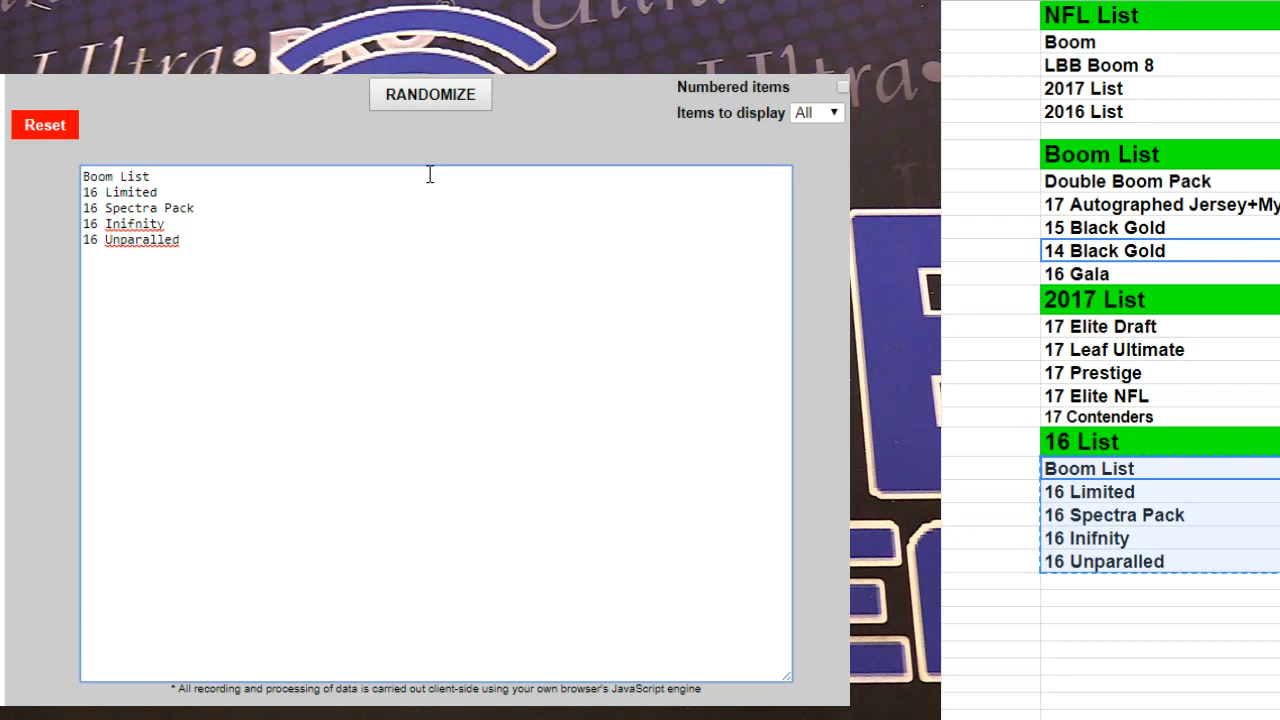 Ultra
Ultra
ra
RANDOMIZE
Numbered items
Items to display All
Reset
Boom List
16 Limited
16 Spectra Pack
16 Inifnity
16 Unparalled
* All recording and processing of data is carried out client-side using your own browser's JavaScript engine
NFL List
Boom
LBB Boom 8
2017 List
2016 List
Boom List
Double Boom Pack
17 Autographed Jersey+My
15 Black Gold
14 Black Gold
16 Gala
2017 List
17 Elite Draft
17 Leaf Ultimate
17 Prestige
17 Elite NFL
17 Contenders
16 List
Boom List
16 Limited
16 Spectra Pack
16 Inifnity
16 Unparalled